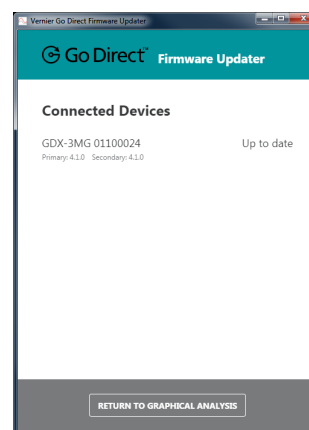 Vernier Go Direct Firmware Updater
Go Direct™ Firmware Updater
Connected Devices
GDX-3MG 01100024 Up to date
Primary: 4.1.0 Secondary: 4.1.0
RETURN TO GRAPHICAL ANALYSIS